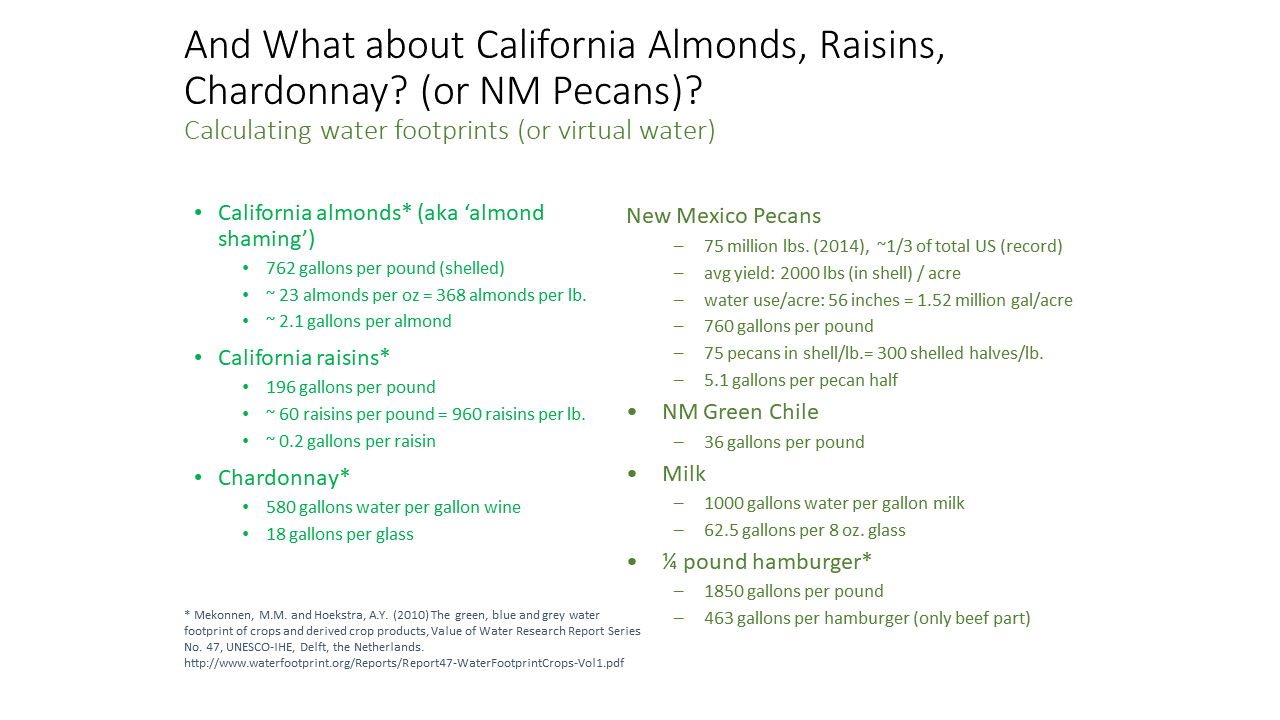 And What about California Almonds, Raisins,
Chardonnay? (or NM Pecans)?
Calculating water footprints (or virtual water)
• California almonds* (aka ‘almond
shaming’)
• 762 gallons per pound (shelled)
• ~ 23 almonds per oz = 368 almonds per lb.
• ~ 2.1 gallons per almond
• California raisins*
• 196 gallons per pound
• ~ 60 raisins per pound = 960 raisins per lb.
• ~ 0.2 gallons per raisin
• Chardonnay*
• 580 gallons water per gallon wine
• 18 gallons per glass
New Mexico Pecans
– 75 million lbs. (2014), ~1/3 of total US (record)
– avg yield: 2000 lbs (in shell) / acre
– water use/acre: 56 inches = 1.52 million gal/acre
– 760 gallons per pound
– 75 pecans in shell/lb.= 300 shelled halves/lb.
– 5.1 gallons per pecan half
• NM Green Chile
– 36 gallons per pound
• Milk
– 1000 gallons water per gallon milk
– 62.5 gallons per 8 oz. glass
• ¼ pound hamburger*
– 1850 gallons per pound
– 463 gallons per hamburger (only beef part)
* Mekonnen, M.M. and Hoekstra, A.Y. (2010) The green, blue and grey water
footprint of crops and derived crop products, Value of Water Research Report Series
No. 47, UNESCO-IHE, Delft, the Netherlands.
http://www.waterfootprint.org/Reports/Report47-WaterFootprintCrops-Vol1.pdf